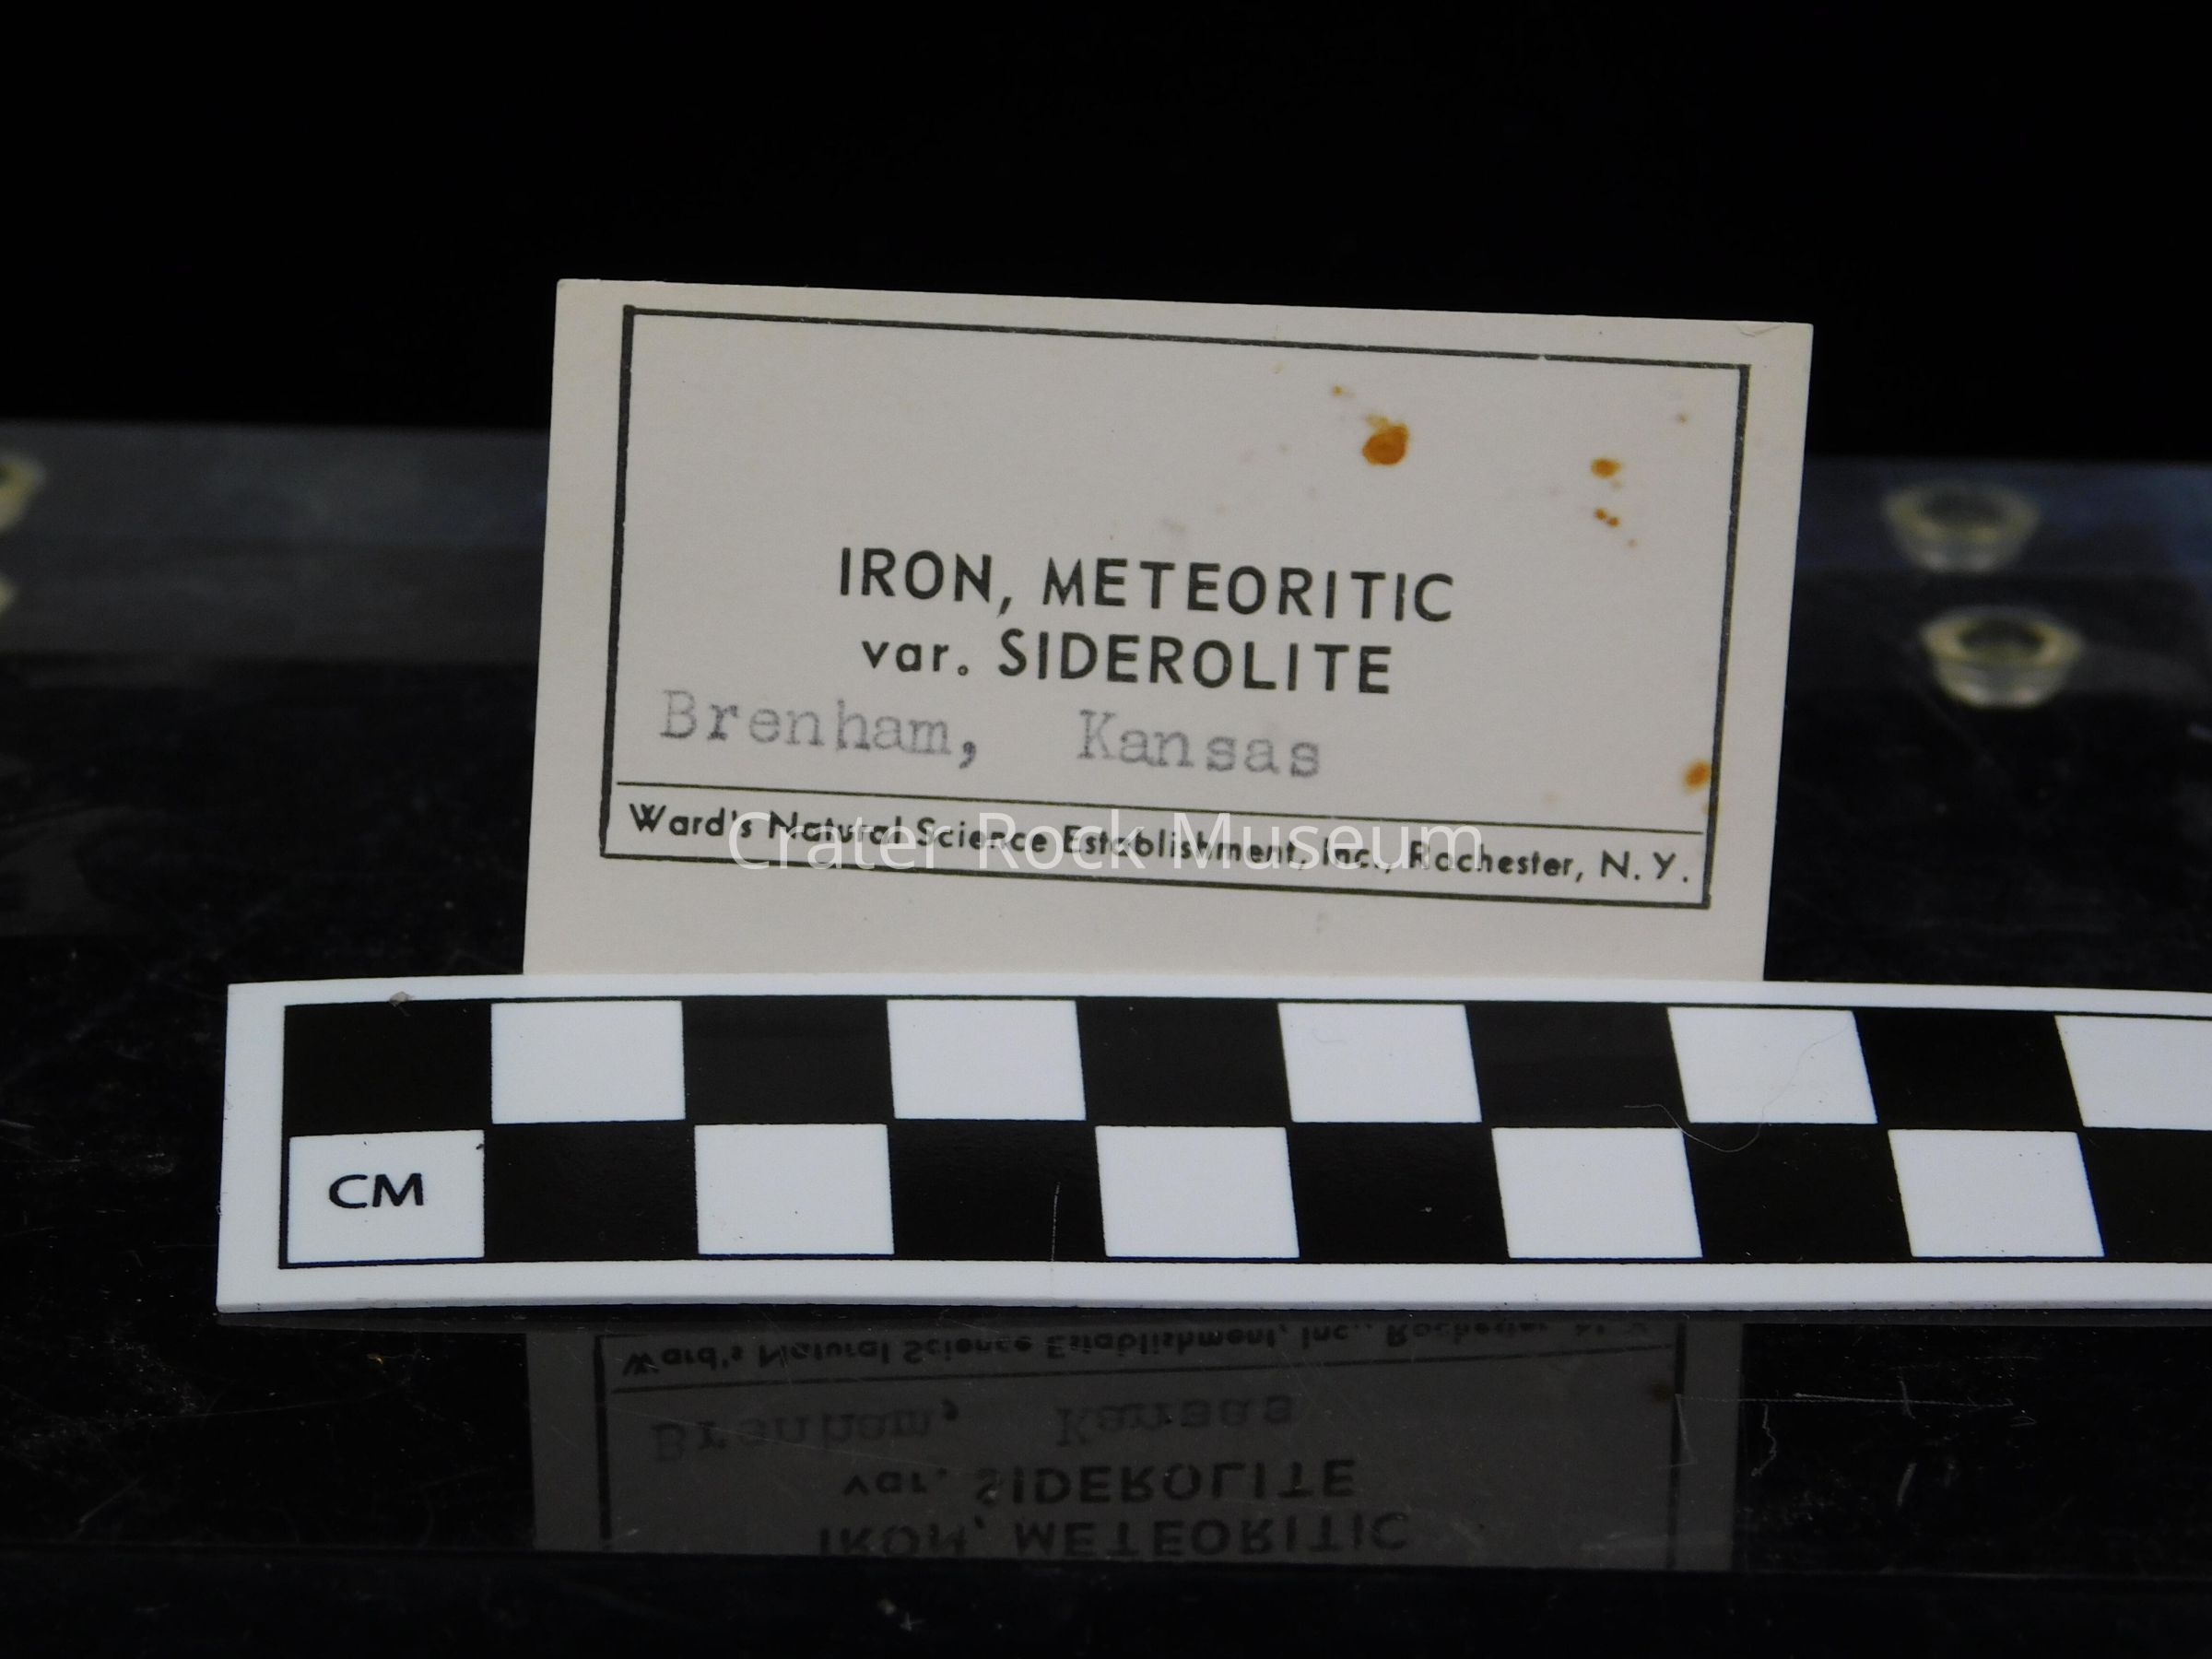 IRON, METEORITIC
var. SIDEROLITE
Brenham, Kansas
Ward's Natural Science Establishment, Inc., Rochester, N. Y.
Crater Rock Museum
CM